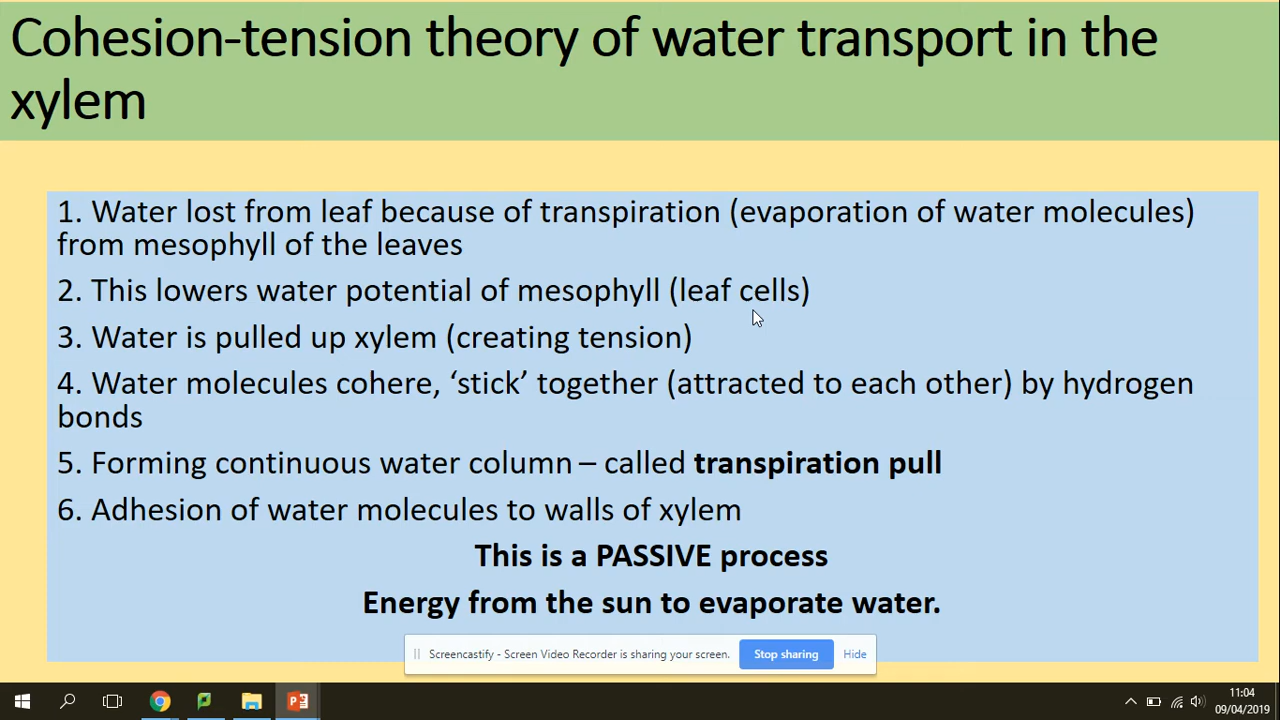 Cohesion-tension theory of water transport in the
xylem
1. Water lost from leaf because of transpiration (evaporation of water molecules)
from mesophyll of the leaves
2. This lowers water potential of mesophyll (leaf cells)
3. Water is pulled up xylem (creating tension)
4. Water molecules cohere, ‘stick’ together (attracted to each other) by hydrogen
bonds
5. Forming continuous water column – called transpiration pull
6. Adhesion of water molecules to walls of xylem
This is a PASSIVE process
Energy from the sun to evaporate water.
Screencastify - Screen Video Recorder is sharing your screen. Stop sharing Hide
11:04
09/04/2019